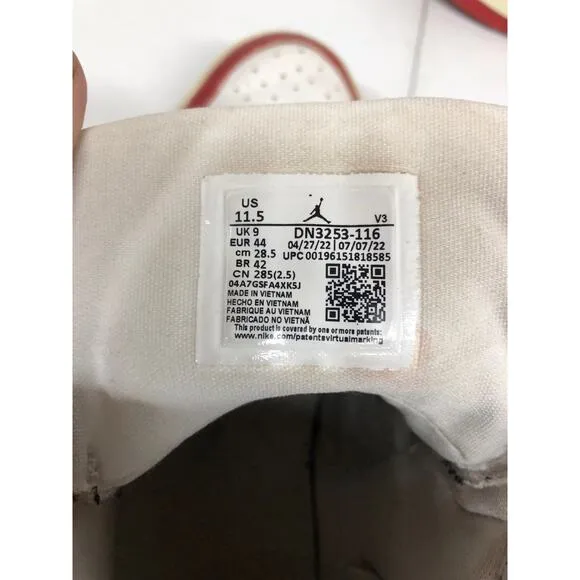 US
11.5 V3
UK 9 DN3253-116
EUR 44 04/27/22 07/07/22
cm 28.5 UPC 00196151818585
BR 42
CN 285(2.5)
04A7GSFA4XK5J
MADE IN VIETNAM
HECHO EN VIETNAM
FABRIQUE AU VIETNAM
FABRICADO NO VIETNÃ
This product is covered by one or more patents:
www.nike.com/patentsvirtualmarking